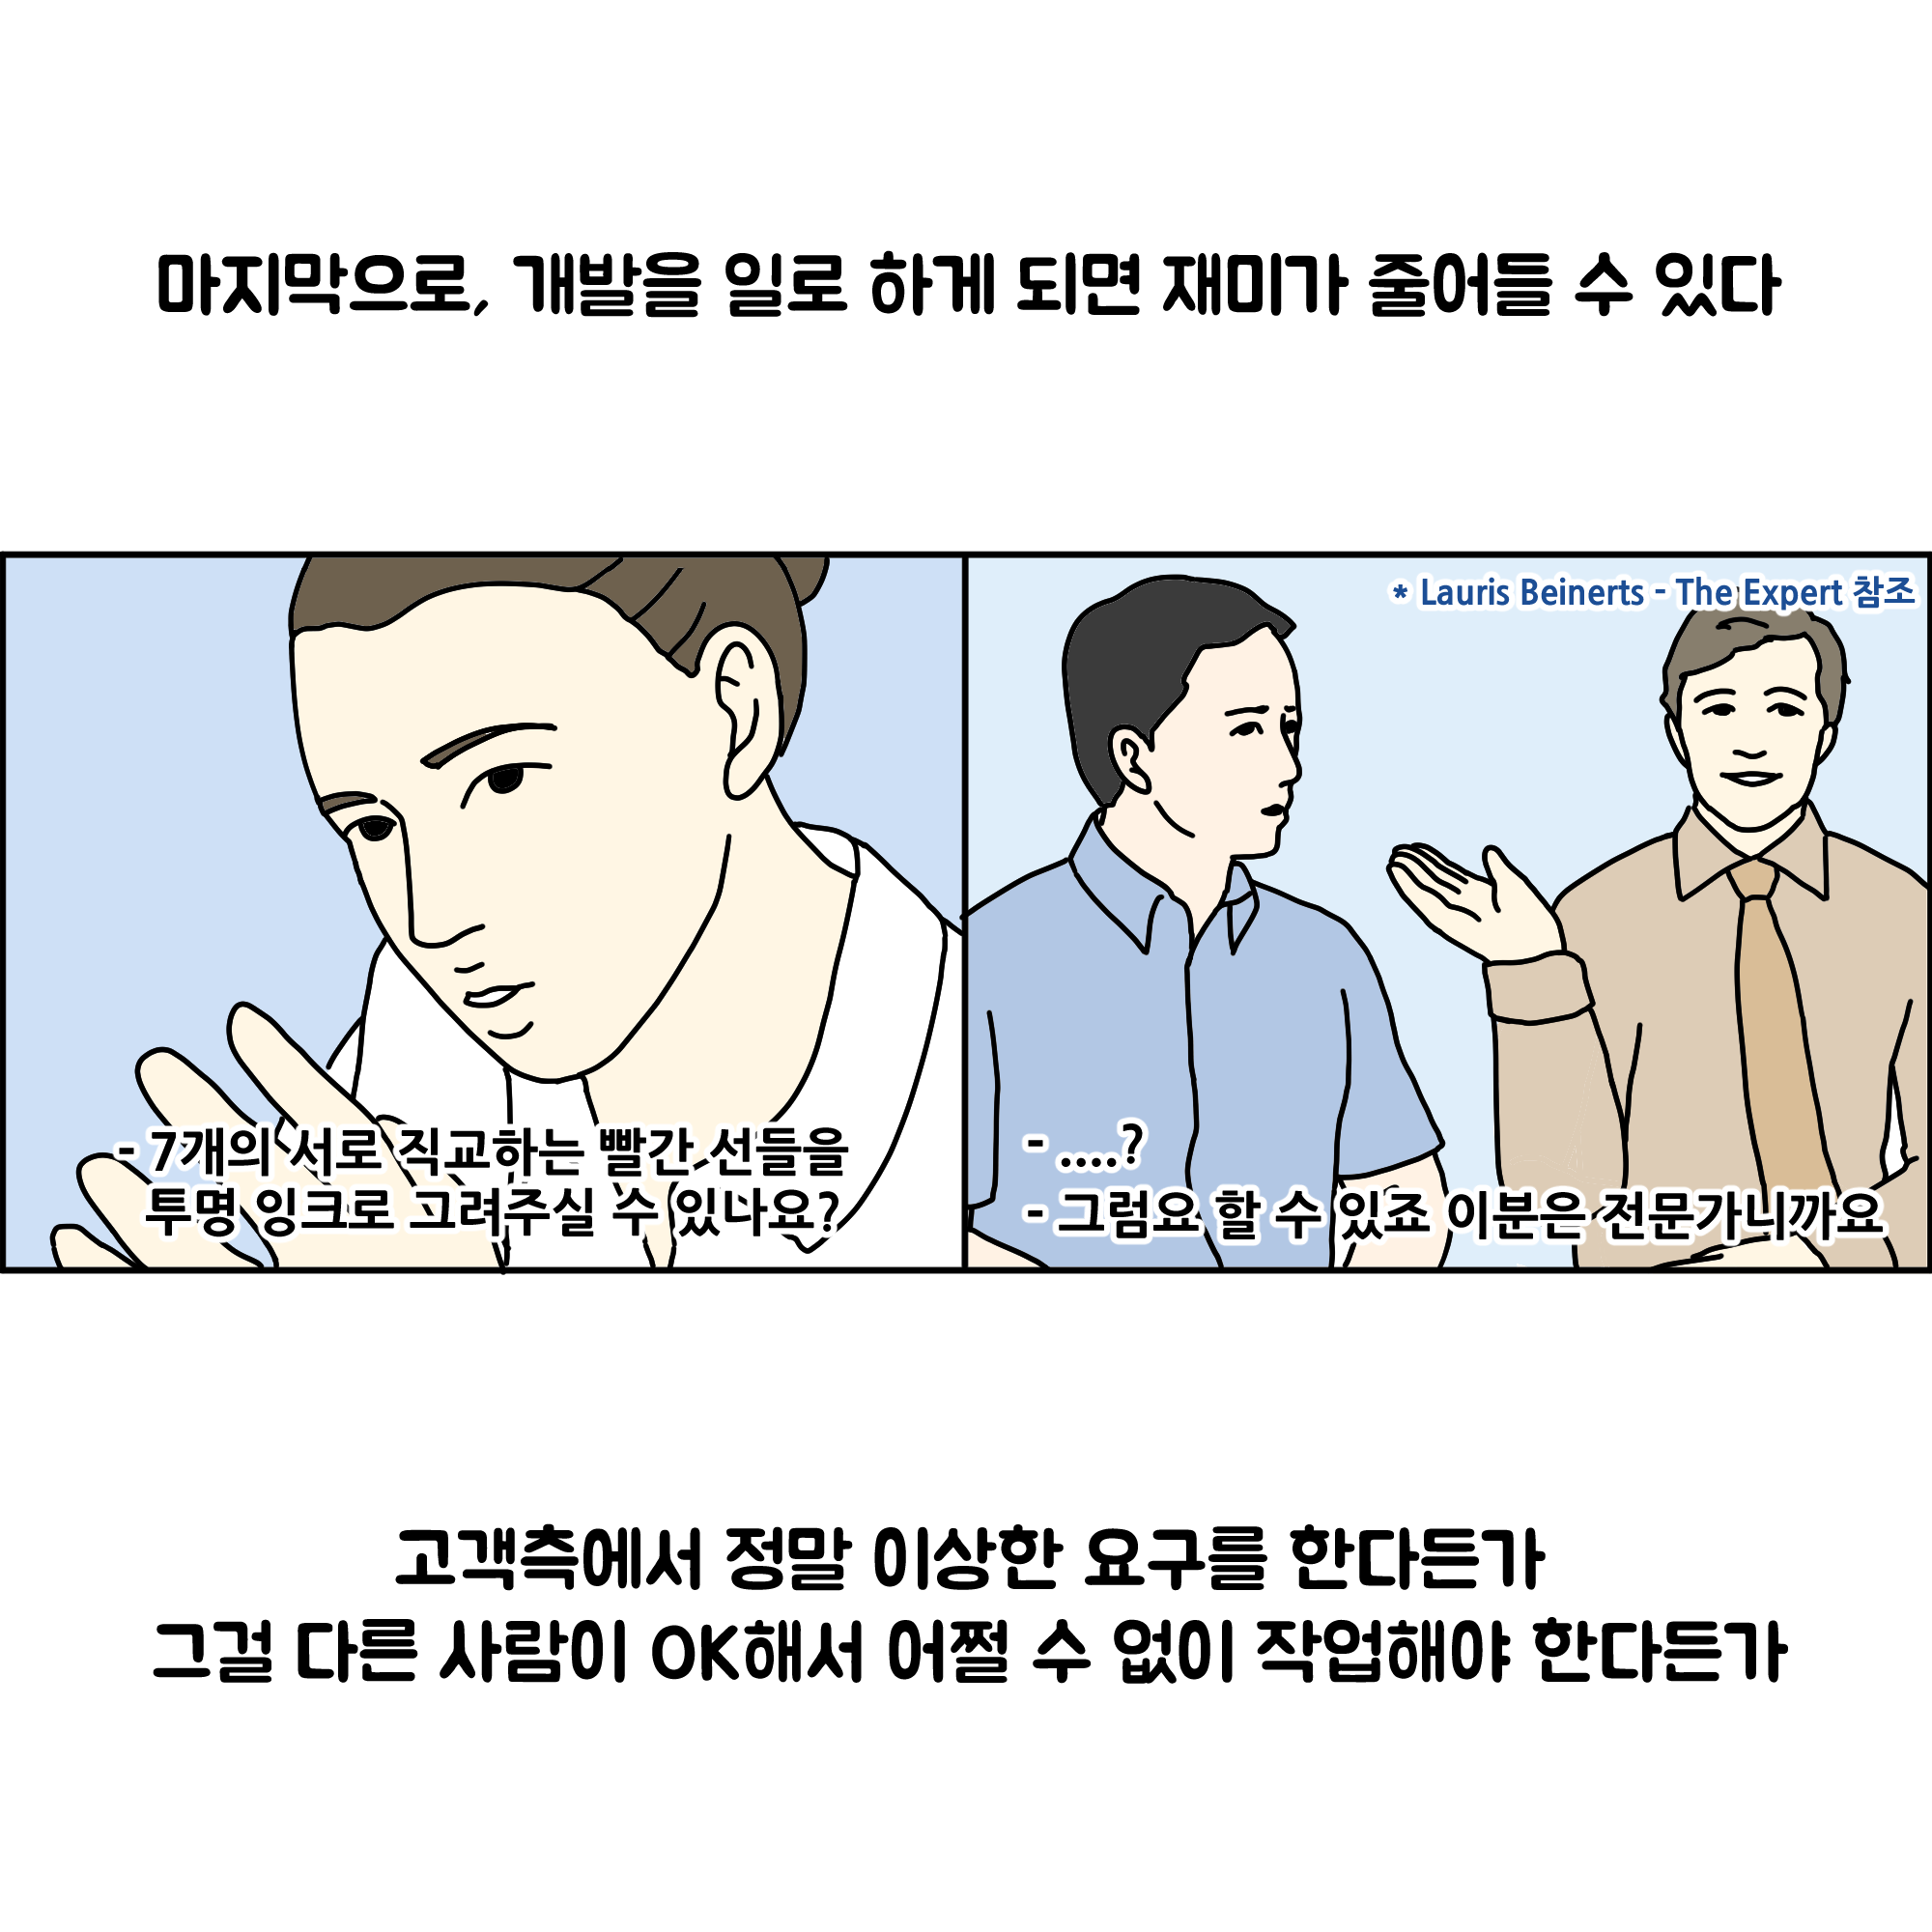 마지막으로, 개발을 일로 하게 되면 재미가 줄어들 수 있다
* Lauris Beinerts - The Expert 참조
- 7개의 서로 직교하는 빨간 선들을
투명 잉크로 그려주실 수 있나요?
- ....?
- 그럼요 할 수 있죠 이분은 전문가니까요
고객측에서 정말 이상한 요구를 한다든가
그걸 다른 사람이 OK해서 어쩔 수 없이 작업해야 한다든가